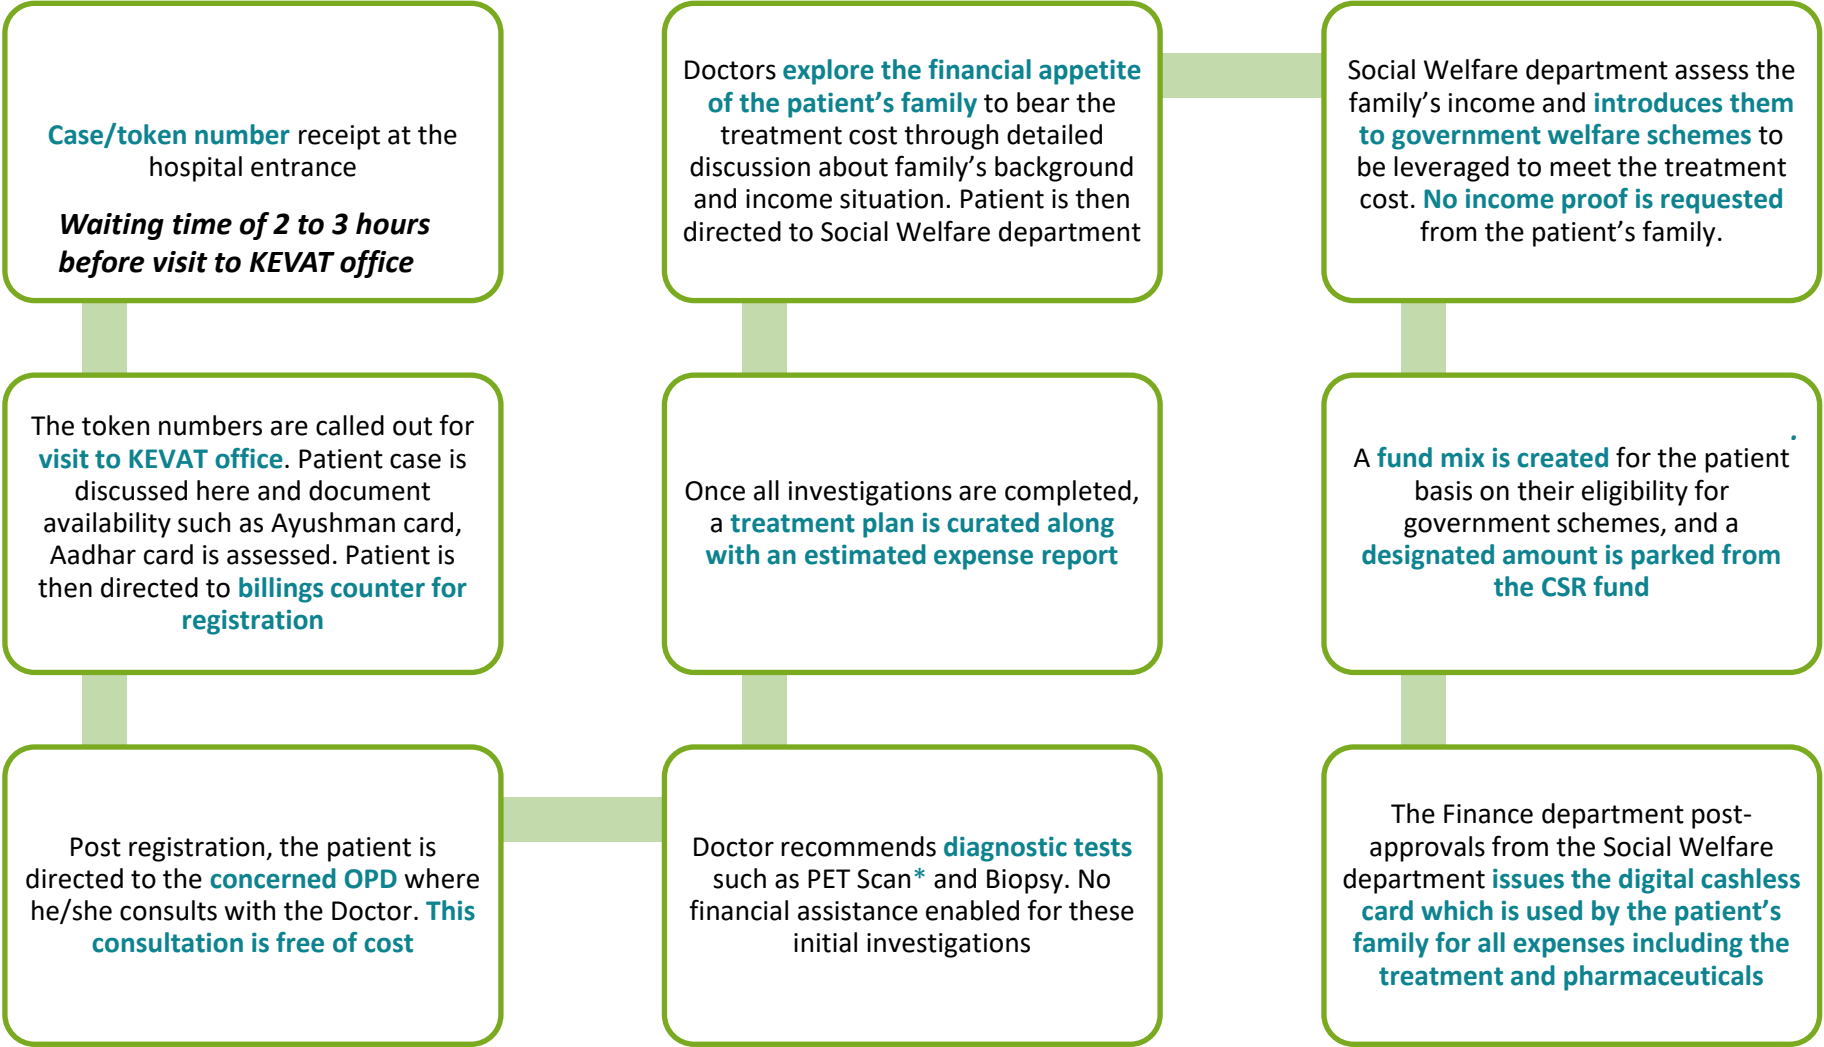 Case/token number receipt at the
hospital entrance
Waiting time of 2 to 3 hours
before visit to KEVAT office
The token numbers are called out for
visit to KEVAT office. Patient case is
discussed here and document
availability such as Ayushman card,
Aadhar card is assessed. Patient is
then directed to billings counter for
registration
Post registration, the patient is
directed to the concerned OPD where
he/she consults with the Doctor. This
consultation is free of cost
Doctor recommends diagnostic tests
such as PET Scan* and Biopsy. No
financial assistance enabled for these
initial investigations
Once all investigations are completed,
a treatment plan is curated along
with an estimated expense report
Doctors explore the financial appetite
of the patient’s family to bear the
treatment cost through detailed
discussion about family’s background
and income situation. Patient is then
directed to Social Welfare department
Social Welfare department assess the
family’s income and introduces them
to government welfare schemes to
be leveraged to meet the treatment
cost. No income proof is requested
from the patient’s family.
.
A fund mix is created for the patient
basis on their eligibility for
government schemes, and a
designated amount is parked from
the CSR fund
The Finance department post-
approvals from the Social Welfare
department issues the digital cashless
card which is used by the patient’s
family for all expenses including the
treatment and pharmaceuticals